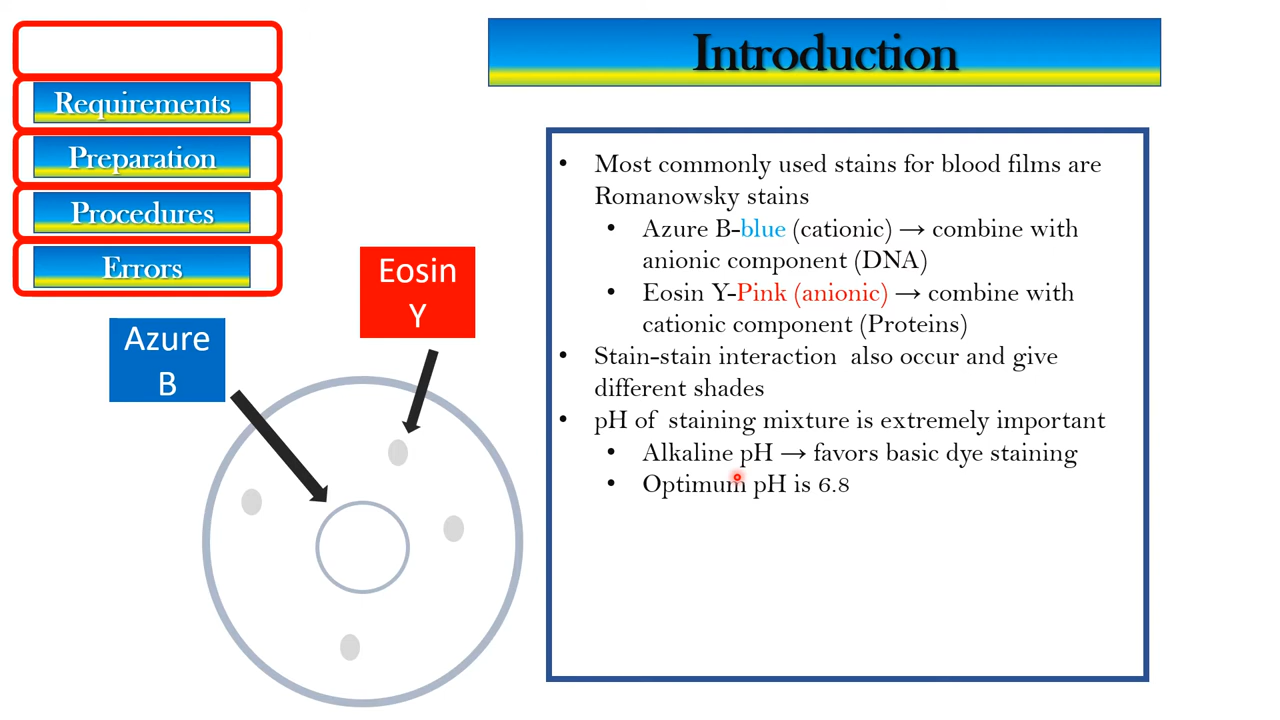 Introduction
Requirements
Preparation
Procedures
Errors
Eosin
Y
Azure
B
• Most commonly used stains for blood films are
Romanowsky stains
• Azure B-blue (cationic) → combine with
anionic component (DNA)
• Eosin Y-Pink (anionic) → combine with
cationic component (Proteins)
• Stain-stain interaction also occur and give
different shades
• pH of staining mixture is extremely important
• Alkaline pH → favors basic dye staining
• Optimum pH is 6.8